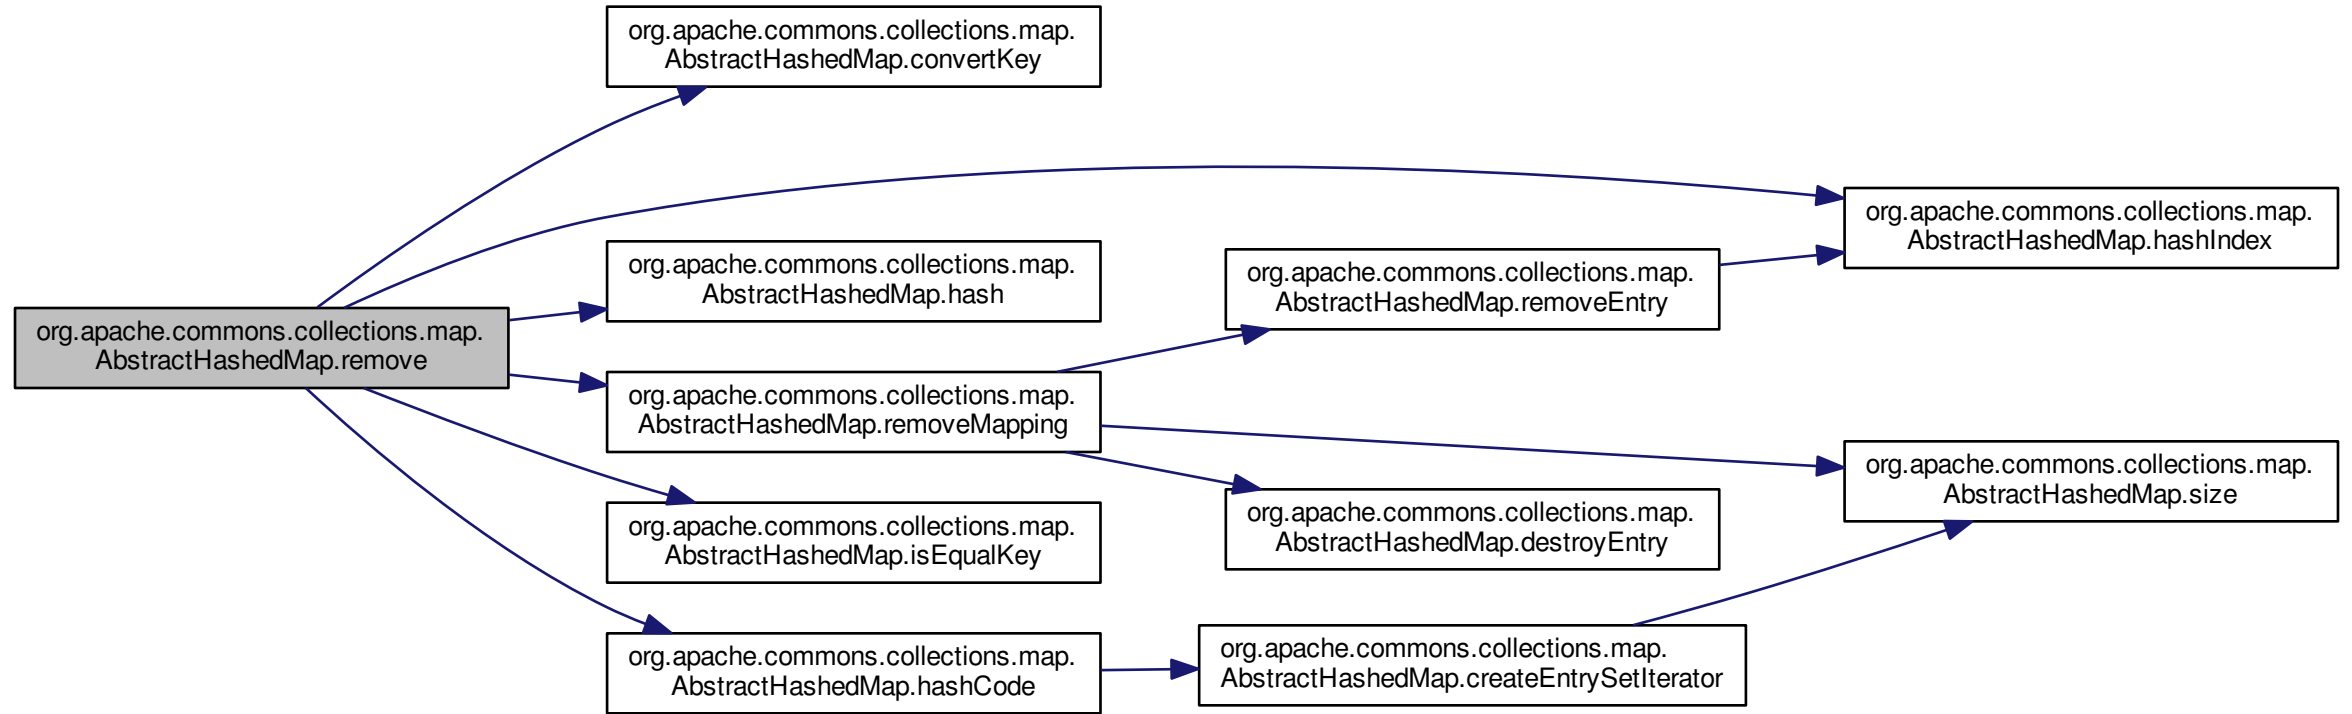 org.apache.commons.collections.map.
AbstractHashedMap.remove
org.apache.commons.collections.map.
AbstractHashedMap.convertKey
org.apache.commons.collections.map.
AbstractHashedMap.hash
org.apache.commons.collections.map.
AbstractHashedMap.removeMapping
org.apache.commons.collections.map.
AbstractHashedMap.isEqualKey
org.apache.commons.collections.map.
AbstractHashedMap.hashCode
org.apache.commons.collections.map.
AbstractHashedMap.removeEntry
org.apache.commons.collections.map.
AbstractHashedMap.destroyEntry
org.apache.commons.collections.map.
AbstractHashedMap.createEntrySetIterator
org.apache.commons.collections.map.
AbstractHashedMap.hashIndex
org.apache.commons.collections.map.
AbstractHashedMap.size